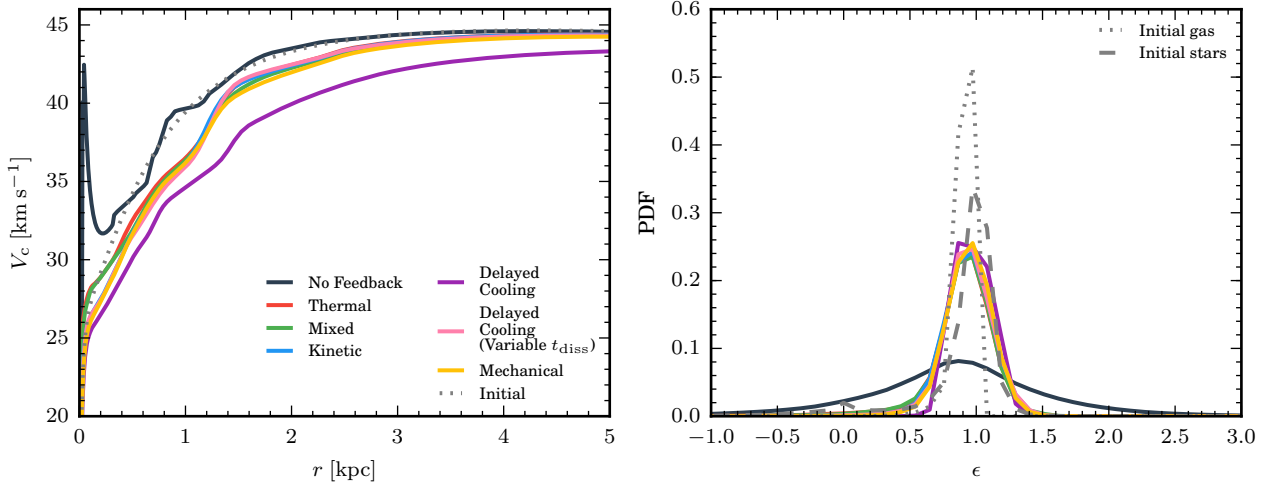 45
40
35
30
25
20
V_c [km s^−1]
0
1
2
3
4
5
r [kpc]
No Feedback
Thermal
Mixed
Kinetic
Delayed
Cooling
Delayed
Cooling
(Variable t_diss)
Mechanical
Initial
0.6
0.5
0.4
0.3
0.2
0.1
0.0
PDF
−1.0
−0.5
0.0
0.5
1.0
1.5
2.0
2.5
3.0
ϵ
Initial gas
Initial stars